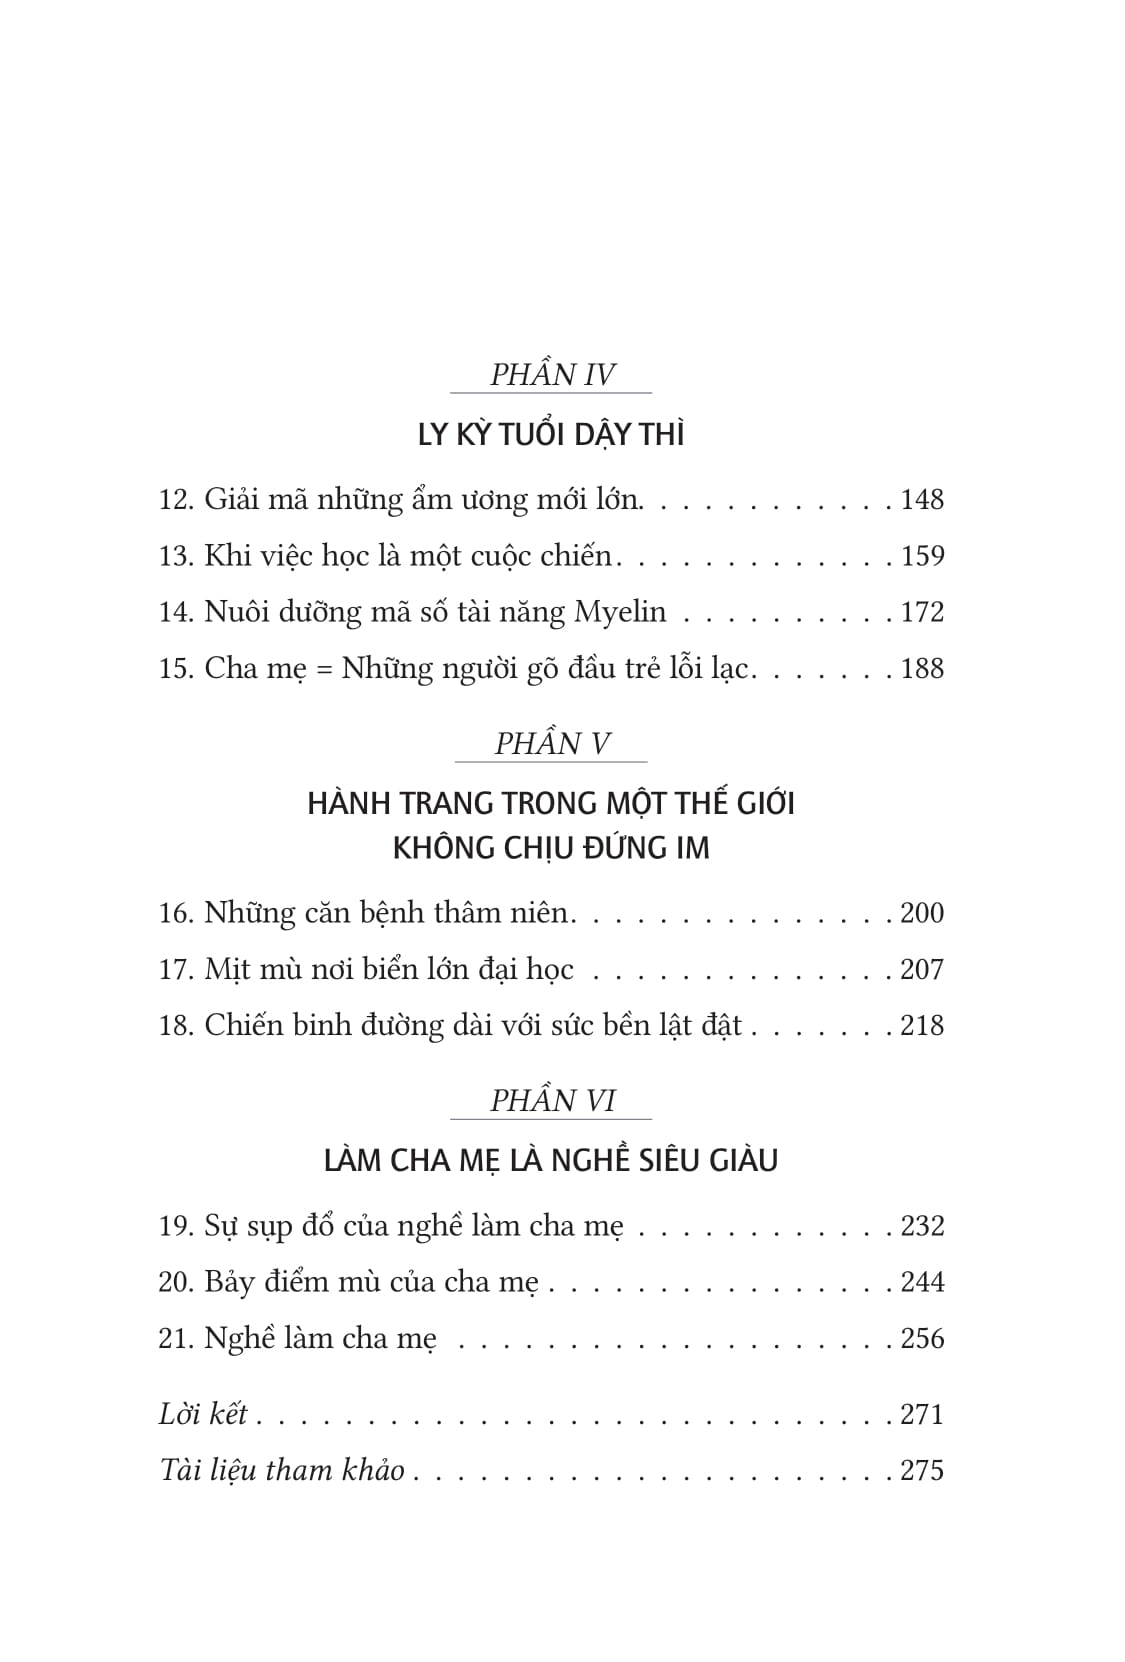 PHẦN IV
LY KỲ TUỔI DẬY THÌ
12. Giải mã những ẩm ương mới lớn. . . . . . . . . . . . 148
13. Khi việc học là một cuộc chiến. . . . . . . . . . . . . 159
14. Nuôi dưỡng mã số tài năng Myelin . . . . . . . . . . 172
15. Cha mẹ = Những người gõ đầu trẻ lỗi lạc. . . . . . . 188
PHẦN V
HÀNH TRANG TRONG MỘT THẾ GIỚI
KHÔNG CHỊU ĐỨNG IM
16. Những căn bệnh thâm niên. . . . . . . . . . . . . . . 200
17. Mịt mù nơi biển lớn đại học . . . . . . . . . . . . . . 207
18. Chiến binh đường dài với sức bền lật đật . . . . . . . 218
PHẦN VI
LÀM CHA MẸ LÀ NGHỀ SIÊU GIÀU
19. Sự sụp đổ của nghề làm cha mẹ . . . . . . . . . . . . 232
20. Bảy điểm mù của cha mẹ . . . . . . . . . . . . . . . . 244
21. Nghề làm cha mẹ . . . . . . . . . . . . . . . . . . . . 256
Lời kết . . . . . . . . . . . . . . . . . . . . . . . . . . . . . 271
Tài liệu tham khảo . . . . . . . . . . . . . . . . . . . . . . 275